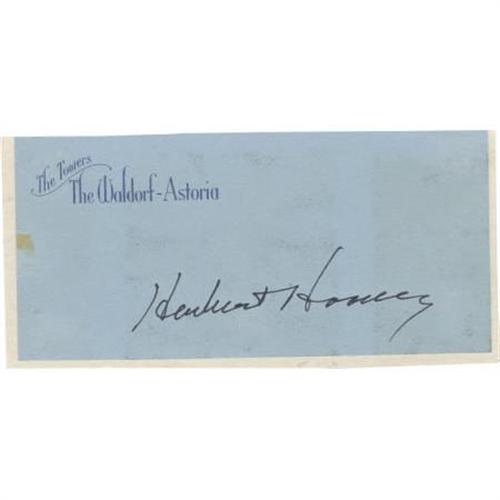 The Towers
The Waldorf-Astoria
Herbert Hoover